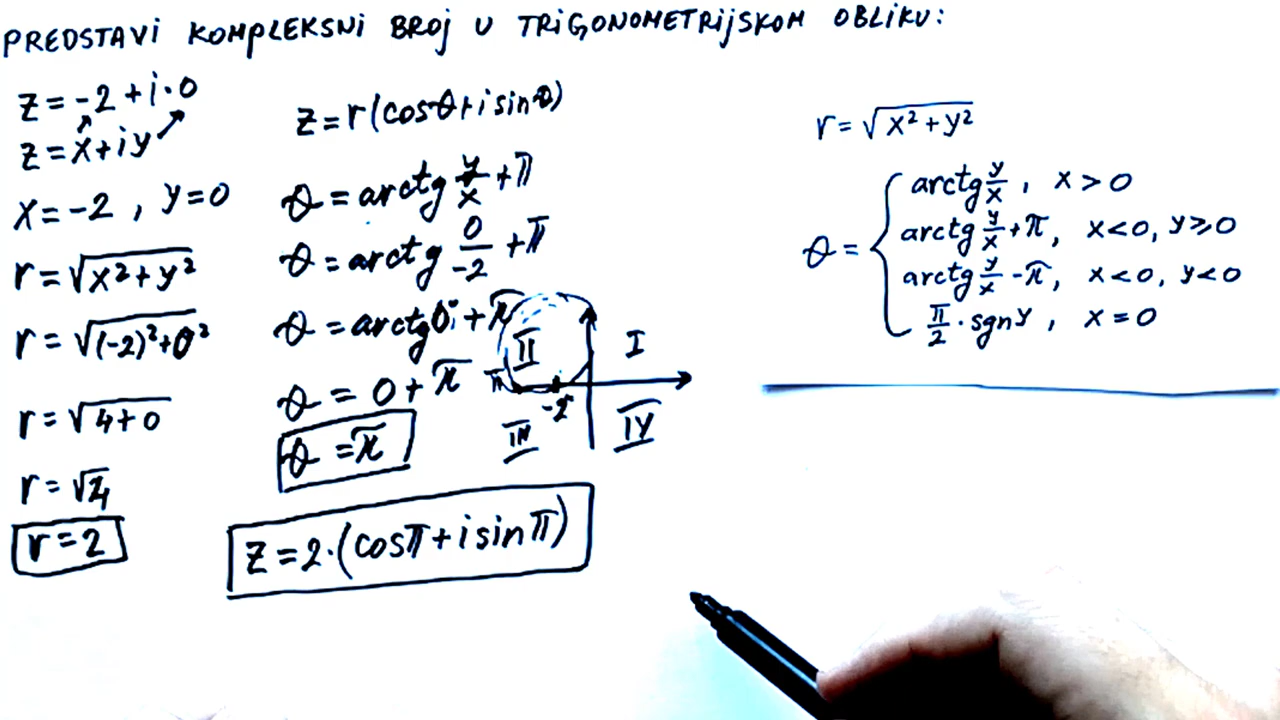 PREDSTAVI KOMPLEKSNI BROJ U TRIGONOMETRIJSKOM OBLIKU:
z = -2 + i·0
z = x + iy
x = -2 , y = 0
r = √(x² + y²)
r = √((-2)² + 0²)
r = √(4 + 0)
r = √4
r = 2
z = r(cosθ + i sinθ)
θ = arctg y/x + π
θ = arctg 0/-2 + π
θ = arctg 0 + π
θ = 0 + π
θ = π
z = 2·(cosπ + i sinπ)
II I
π
-2
III IV
r = √(x² + y²)
θ = { arctg y/x , x > 0
arctg y/x + π , x < 0, y ≥ 0
arctg y/x - π , x < 0, y < 0
π/2 · sgn y , x = 0